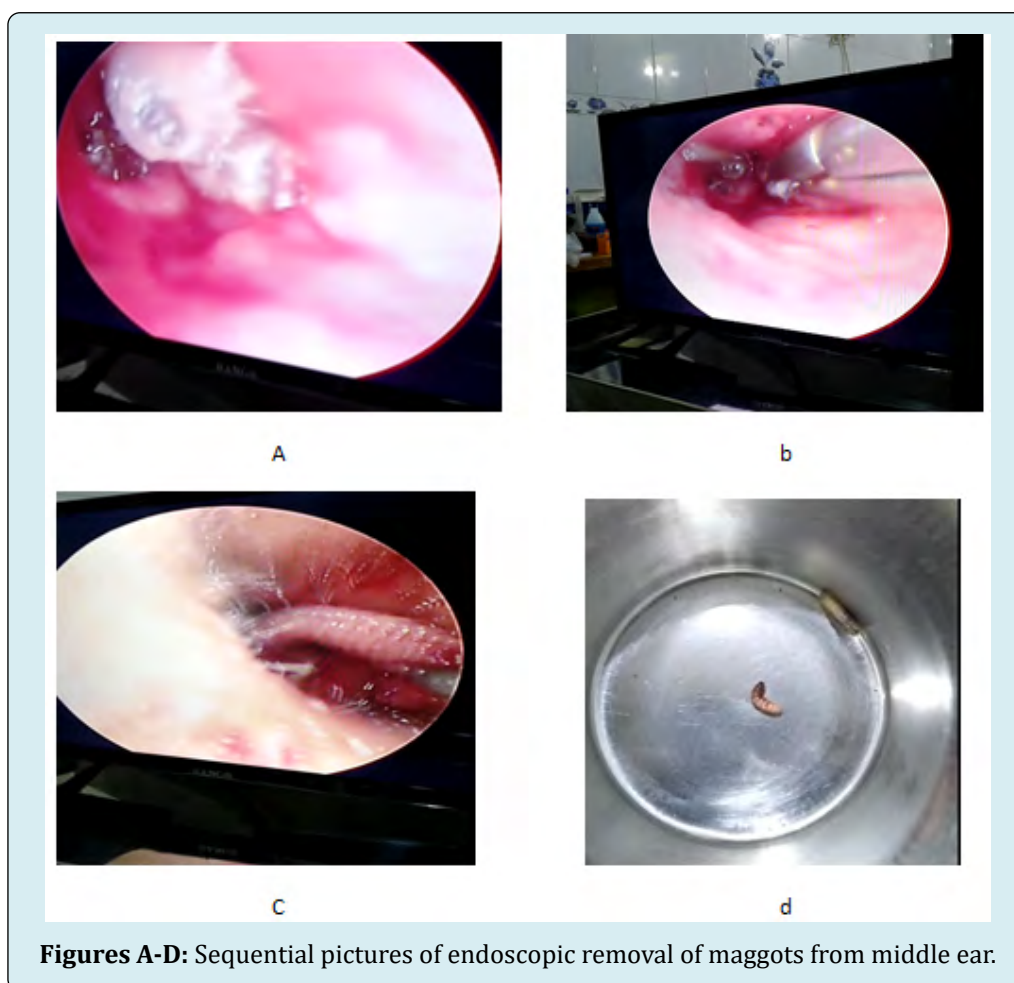 A
b
C
d
Figures A-D: Sequential pictures of endoscopic removal of maggots from middle ear.